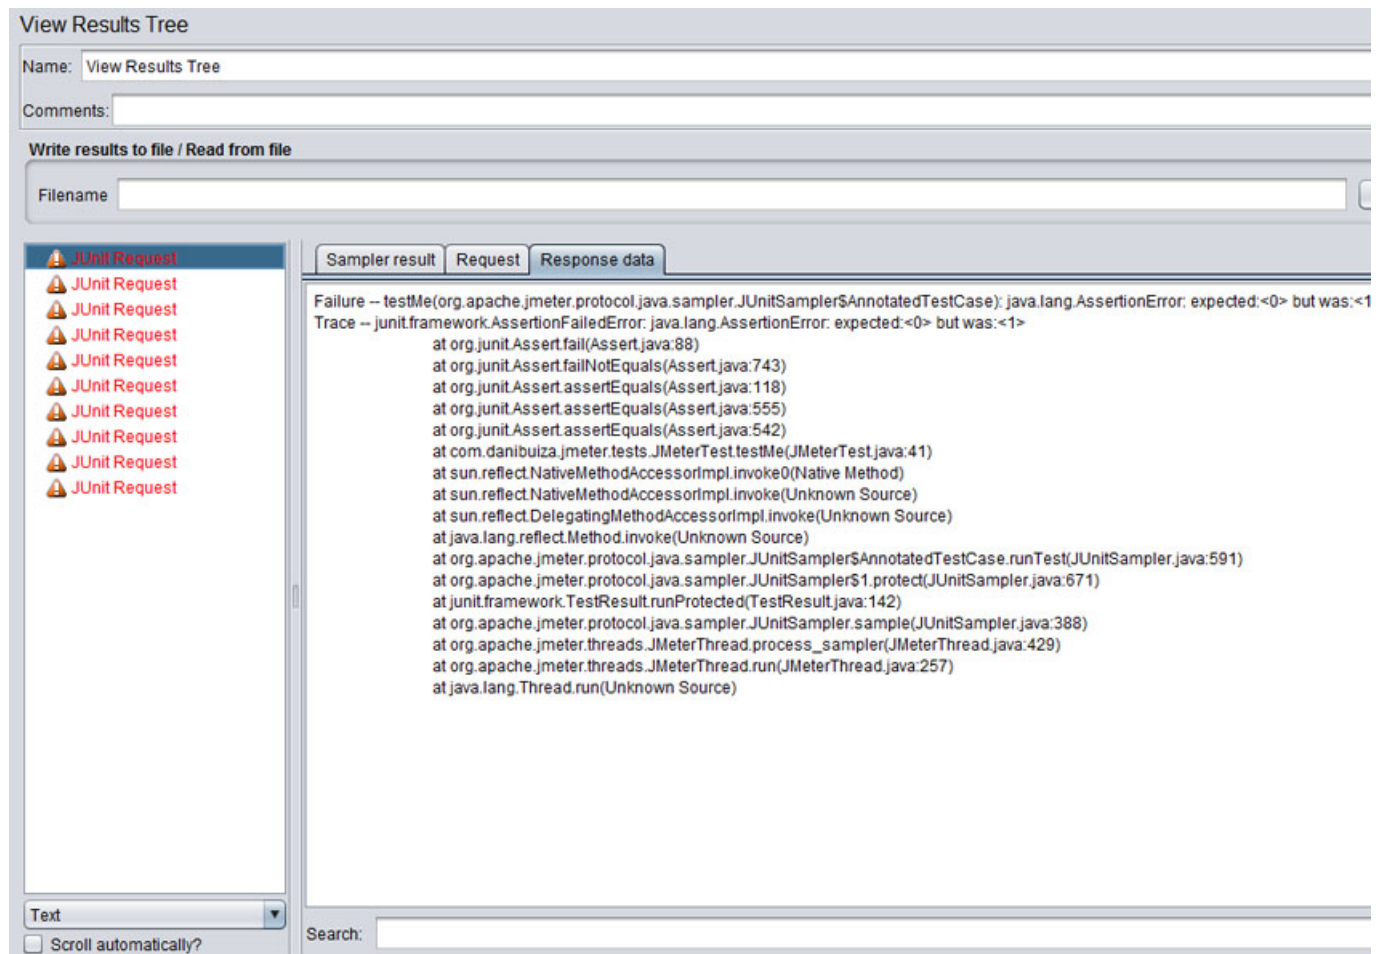 View Results Tree
Name: View Results Tree
Comments:
Write results to file / Read from file
Filename
JUnit Request
JUnit Request
JUnit Request
JUnit Request
JUnit Request
JUnit Request
JUnit Request
JUnit Request
JUnit Request
JUnit Request
Text
Scroll automatically?
Sampler result Request Response data
Failure -- testMe(org.apache.jmeter.protocol.java.sampler.JUnitSampler$AnnotatedTestCase): java.lang.AssertionError: expected:<0> but was:<1
Trace -- junit.framework.AssertionFailedError: java.lang.AssertionError: expected:<0> but was:<1>
at org.junit.Assert.fail(Assert.java:88)
at org.junit.Assert.failNotEquals(Assert.java:743)
at org.junit.Assert.assertEquals(Assert.java:118)
at org.junit.Assert.assertEquals(Assert.java:555)
at org.junit.Assert.assertEquals(Assert.java:542)
at com.danibuiza.jmeter.tests.JMeterTest.testMe(JMeterTest.java:41)
at sun.reflect.NativeMethodAccessorImpl.invoke0(Native Method)
at sun.reflect.NativeMethodAccessorImpl.invoke(Unknown Source)
at sun.reflect.DelegatingMethodAccessorImpl.invoke(Unknown Source)
at java.lang.reflect.Method.invoke(Unknown Source)
at org.apache.jmeter.protocol.java.sampler.JUnitSampler$AnnotatedTestCase.runTest(JUnitSampler.java:591)
at org.apache.jmeter.protocol.java.sampler.JUnitSampler$1.protect(JUnitSampler.java:671)
at junit.framework.TestResult.runProtected(TestResult.java:142)
at org.apache.jmeter.protocol.java.sampler.JUnitSampler.sample(JUnitSampler.java:388)
at org.apache.jmeter.threads.JMeterThread.process_sampler(JMeterThread.java:429)
at org.apache.jmeter.threads.JMeterThread.run(JMeterThread.java:257)
at java.lang.Thread.run(Unknown Source)
Search: